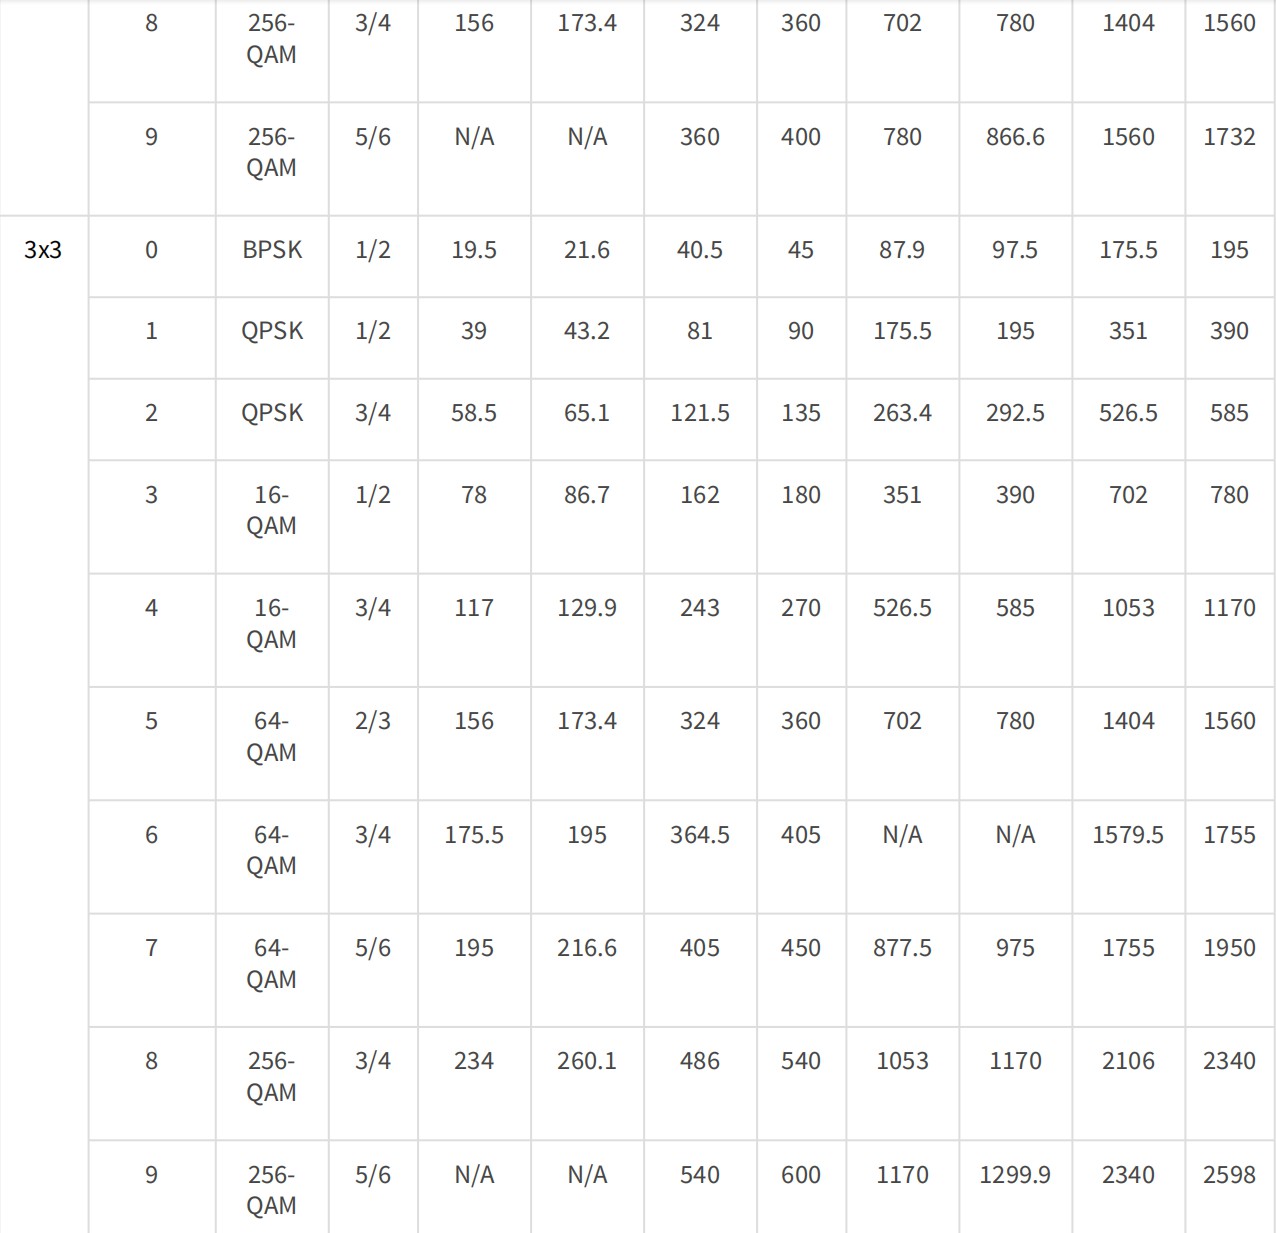 8 256- 3/4 156 173.4 324 360 702 780 1404 1560
QAM
9 256- 5/6 N/A N/A 360 400 780 866.6 1560 1732
QAM
3x3 0 BPSK 1/2 19.5 21.6 40.5 45 87.9 97.5 175.5 195
1 QPSK 1/2 39 43.2 81 90 175.5 195 351 390
2 QPSK 3/4 58.5 65.1 121.5 135 263.4 292.5 526.5 585
3 16- 1/2 78 86.7 162 180 351 390 702 780
QAM
4 16- 3/4 117 129.9 243 270 526.5 585 1053 1170
QAM
5 64- 2/3 156 173.4 324 360 702 780 1404 1560
QAM
6 64- 3/4 175.5 195 364.5 405 N/A N/A 1579.5 1755
QAM
7 64- 5/6 195 216.6 405 450 877.5 975 1755 1950
QAM
8 256- 3/4 234 260.1 486 540 1053 1170 2106 2340
QAM
9 256- 5/6 N/A N/A 540 600 1170 1299.9 2340 2598
QAM